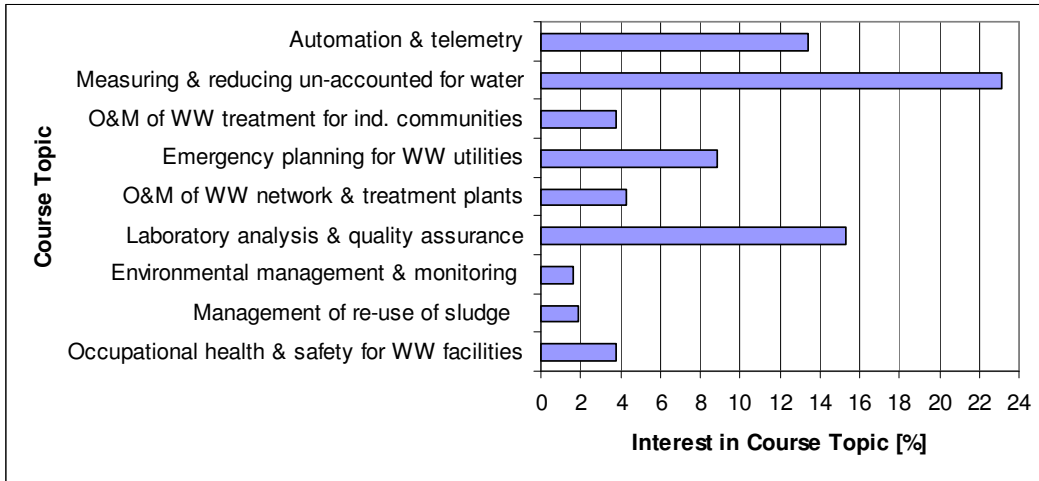 Automation & telemetry
Measuring & reducing un-accounted for water
O&M of WW treatment for ind. communities
Emergency planning for WW utilities
O&M of WW network & treatment plants
Laboratory analysis & quality assurance
Environmental management & monitoring
Management of re-use of sludge
Occupational health & safety for WW facilities
Course Topic
0 2 4 6 8 10 12 14 16 18 20 22 24
Interest in Course Topic [%]